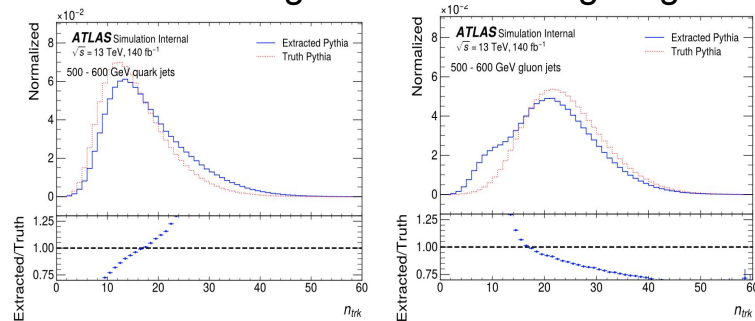 ×10⁻²
Normalized
ATLAS Simulation Internal
√s = 13 TeV, 140 fb⁻¹
500 - 600 GeV quark jets
Extracted Pythia
Truth Pythia
8
6
4
2
0
Extracted/Truth
1.25
1.00
0.75
0 10 20 30 40 50 60
n_trk
×10⁻²
Normalized
ATLAS Simulation Internal
√s = 13 TeV, 140 fb⁻¹
500 - 600 GeV gluon jets
Extracted Pythia
Truth Pythia
8
6
4
2
0
Extracted/Truth
1.25
1.00
0.75
0 10 20 30 40 50 60
n_trk